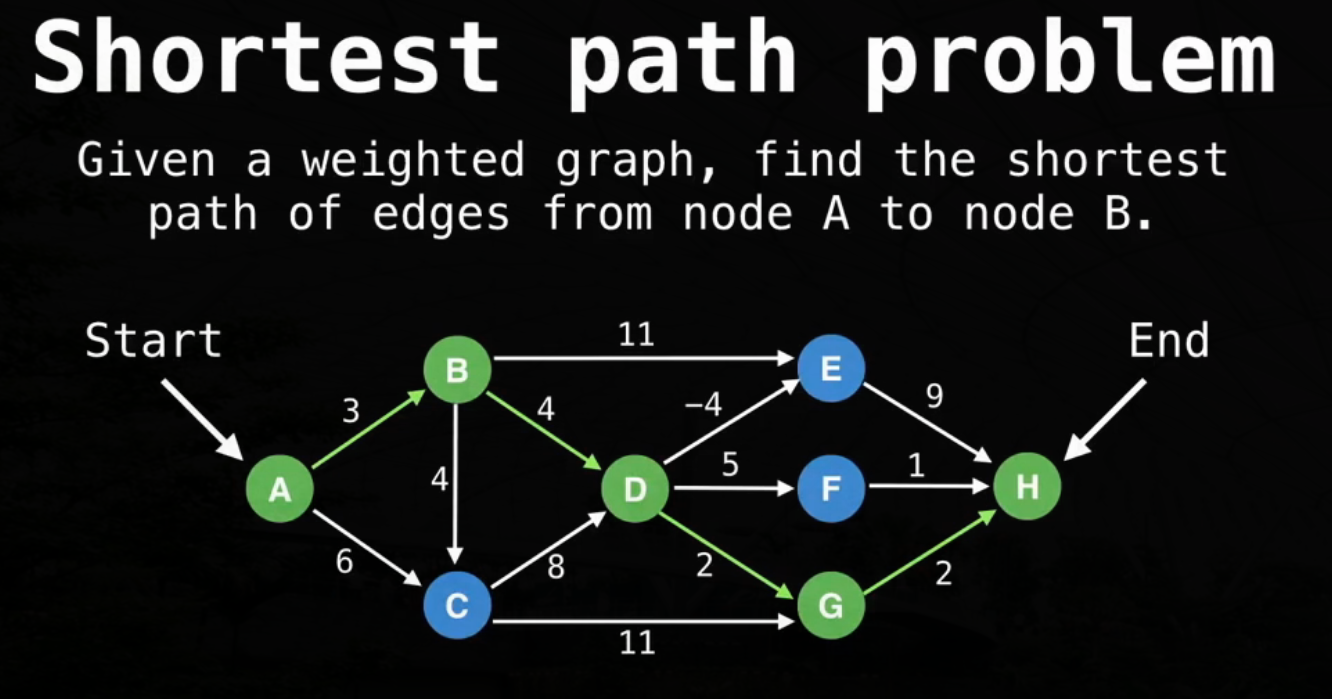 Shortest path problem
Given a weighted graph, find the shortest
path of edges from node A to node B.
Start
End
11
B
E
3
4
−4
9
4
5
1
A
D
F
H
6
8
2
2
C
G
11